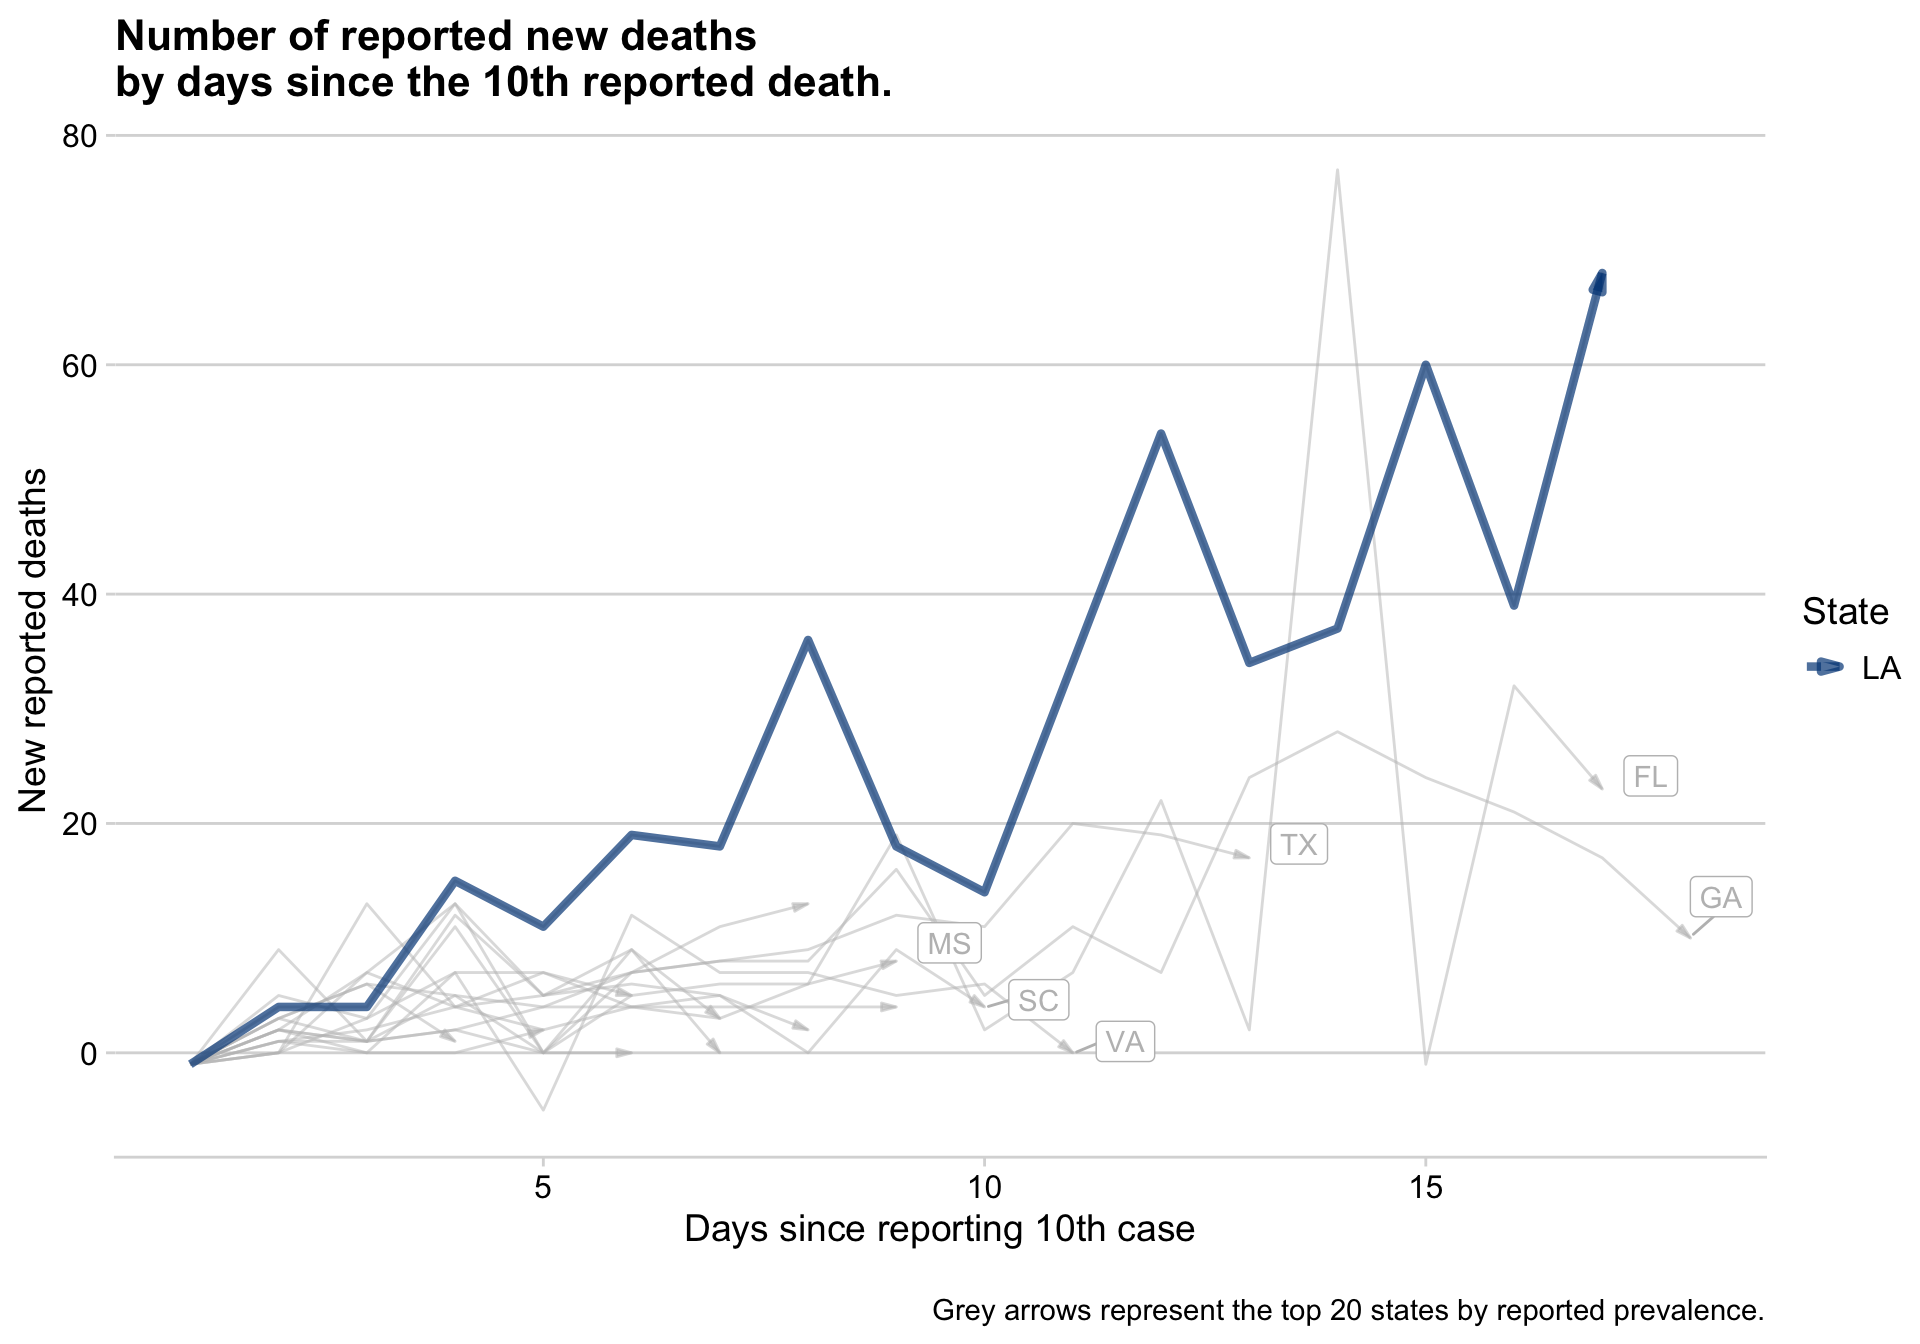 Number of reported new deaths
by days since the 10th reported death.
80
60
40
20
0
New reported deaths
FL
TX
GA
MS
SC
VA
State
LA
5 10 15
Days since reporting 10th case
Grey arrows represent the top 20 states by reported prevalence.